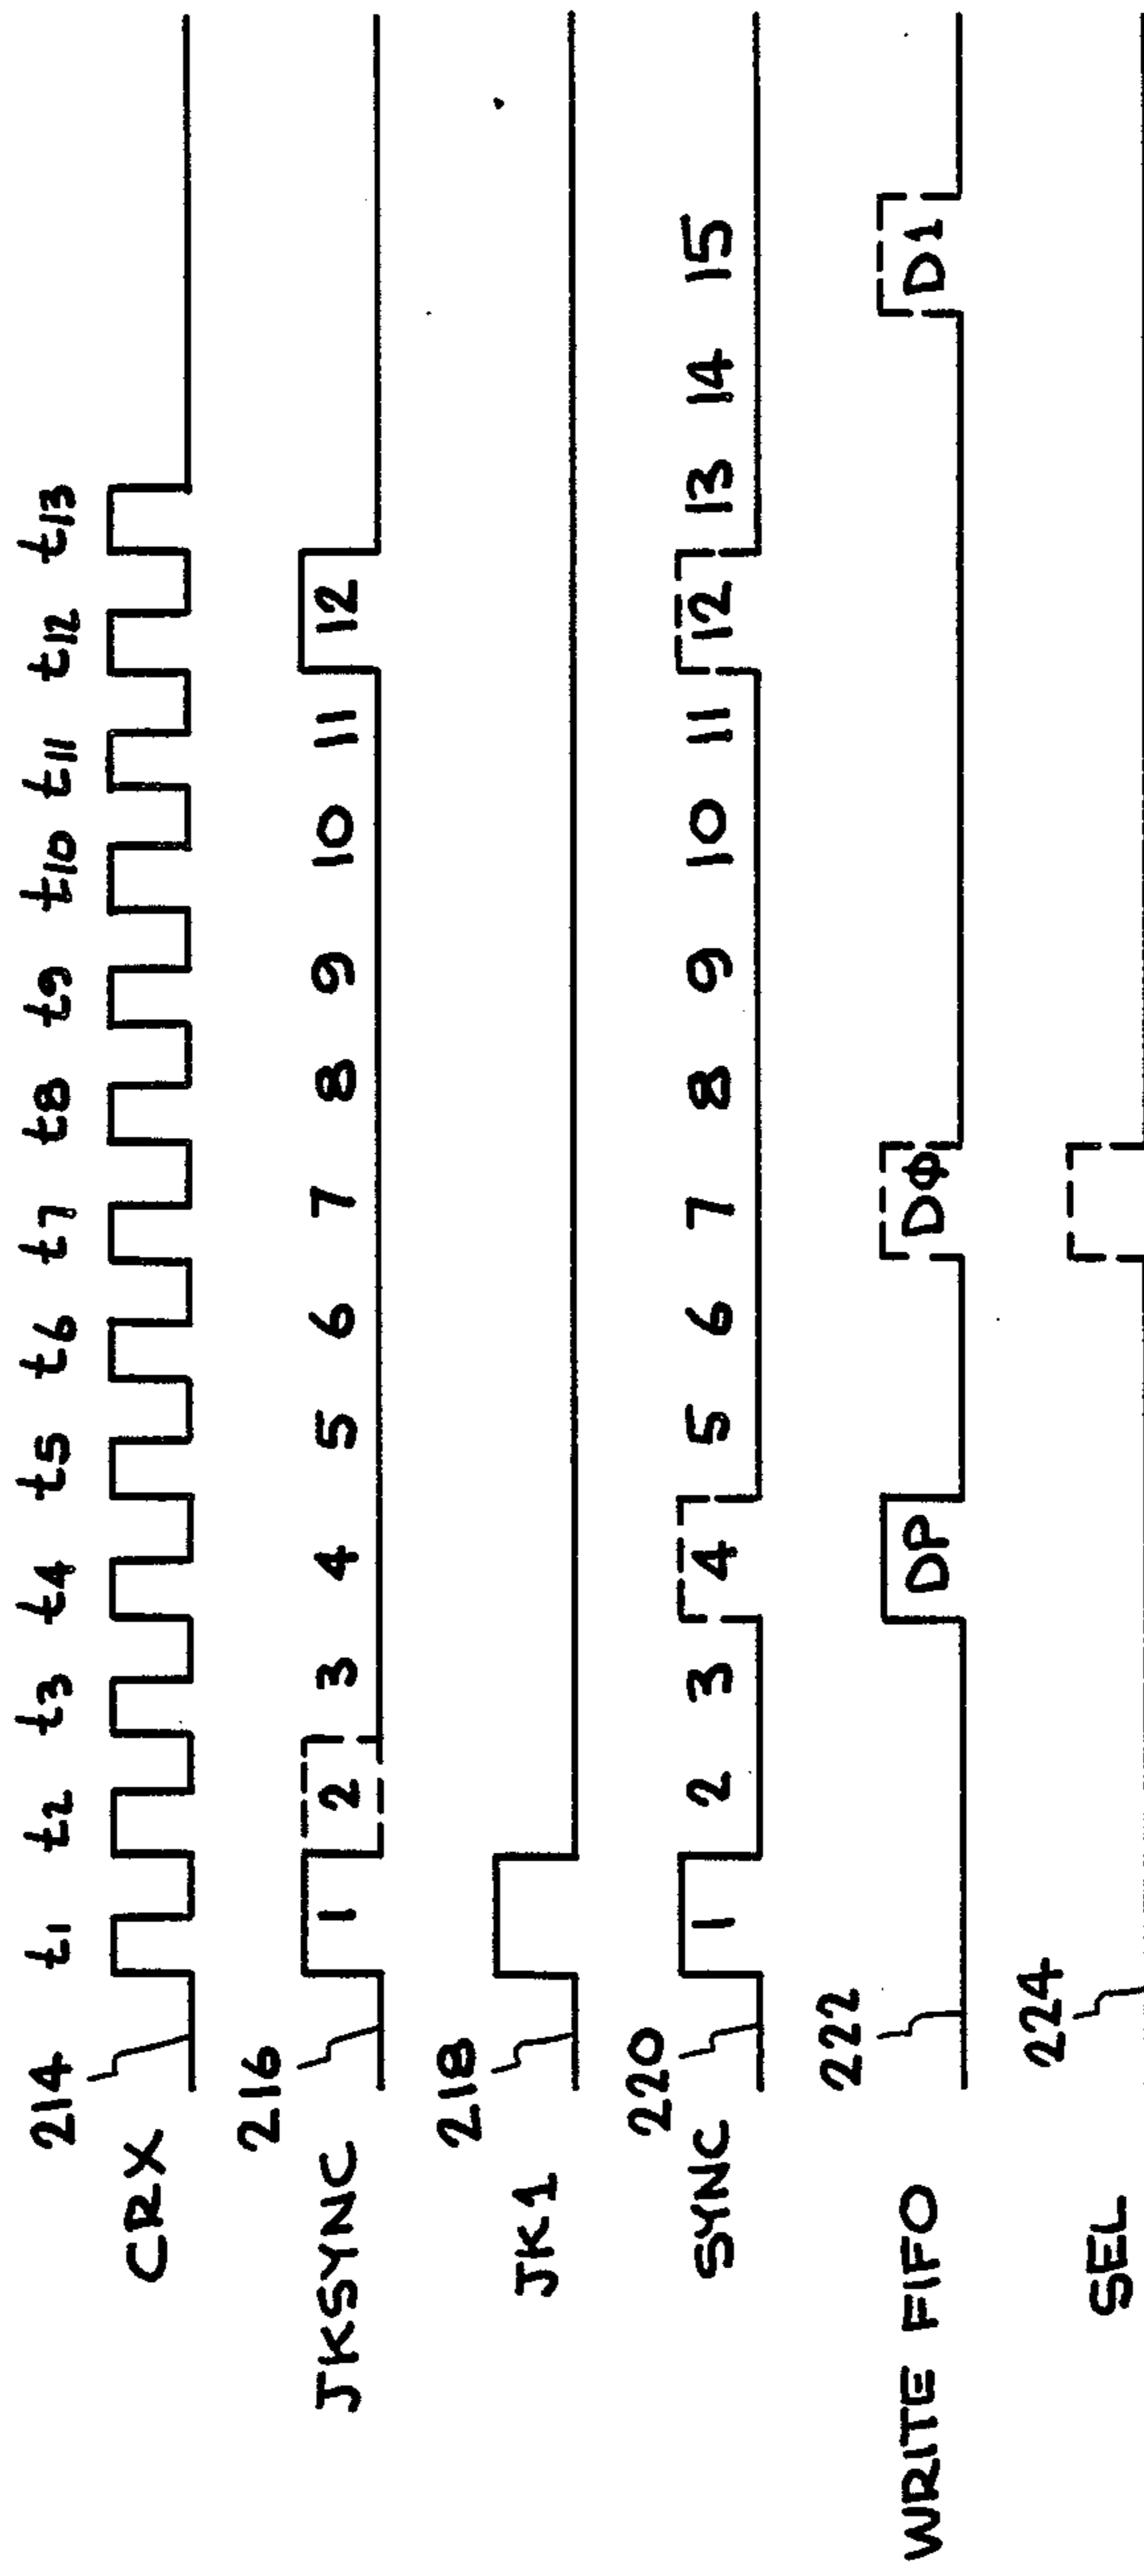 t1 t2 t3 t4 t5 t6 t7 t8 t9 t10 t11 t12 t13
214
CRX
216
JKSYNC 1 2 3 4 5 6 7 8 9 10 11 12
218
JK1
220
SYNC 1 2 3 4 5 6 7 8 9 10 11 12 13 14 15
222
WRITE FIFO DP DΦ D1
224
SEL